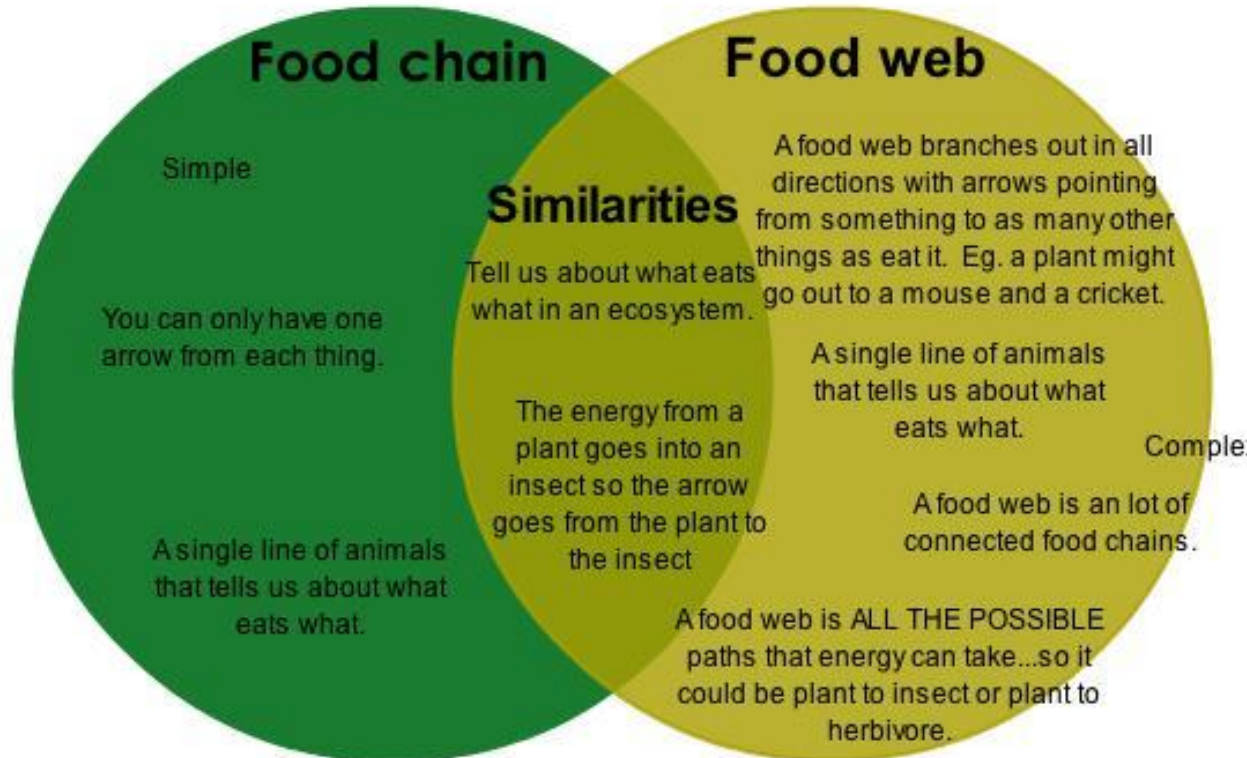 Food chain
Simple
You can only have one
arrow from each thing.
A single line of animals
that tells us about what
eats what.
Similarities
Tell us about what eats
what in an ecosystem.
The energy from a
plant goes into an
insect so the arrow
goes from the plant to
the insect
Food web
A food web branches out in all
directions with arrows pointing
from something to as many other
things as eat it. Eg. a plant might
go out to a mouse and a cricket.
A single line of animals
that tells us about what
eats what.
Complex
A food web is an lot of
connected food chains.
A food web is ALL THE POSSIBLE
paths that energy can take...so it
could be plant to insect or plant to
herbivore.